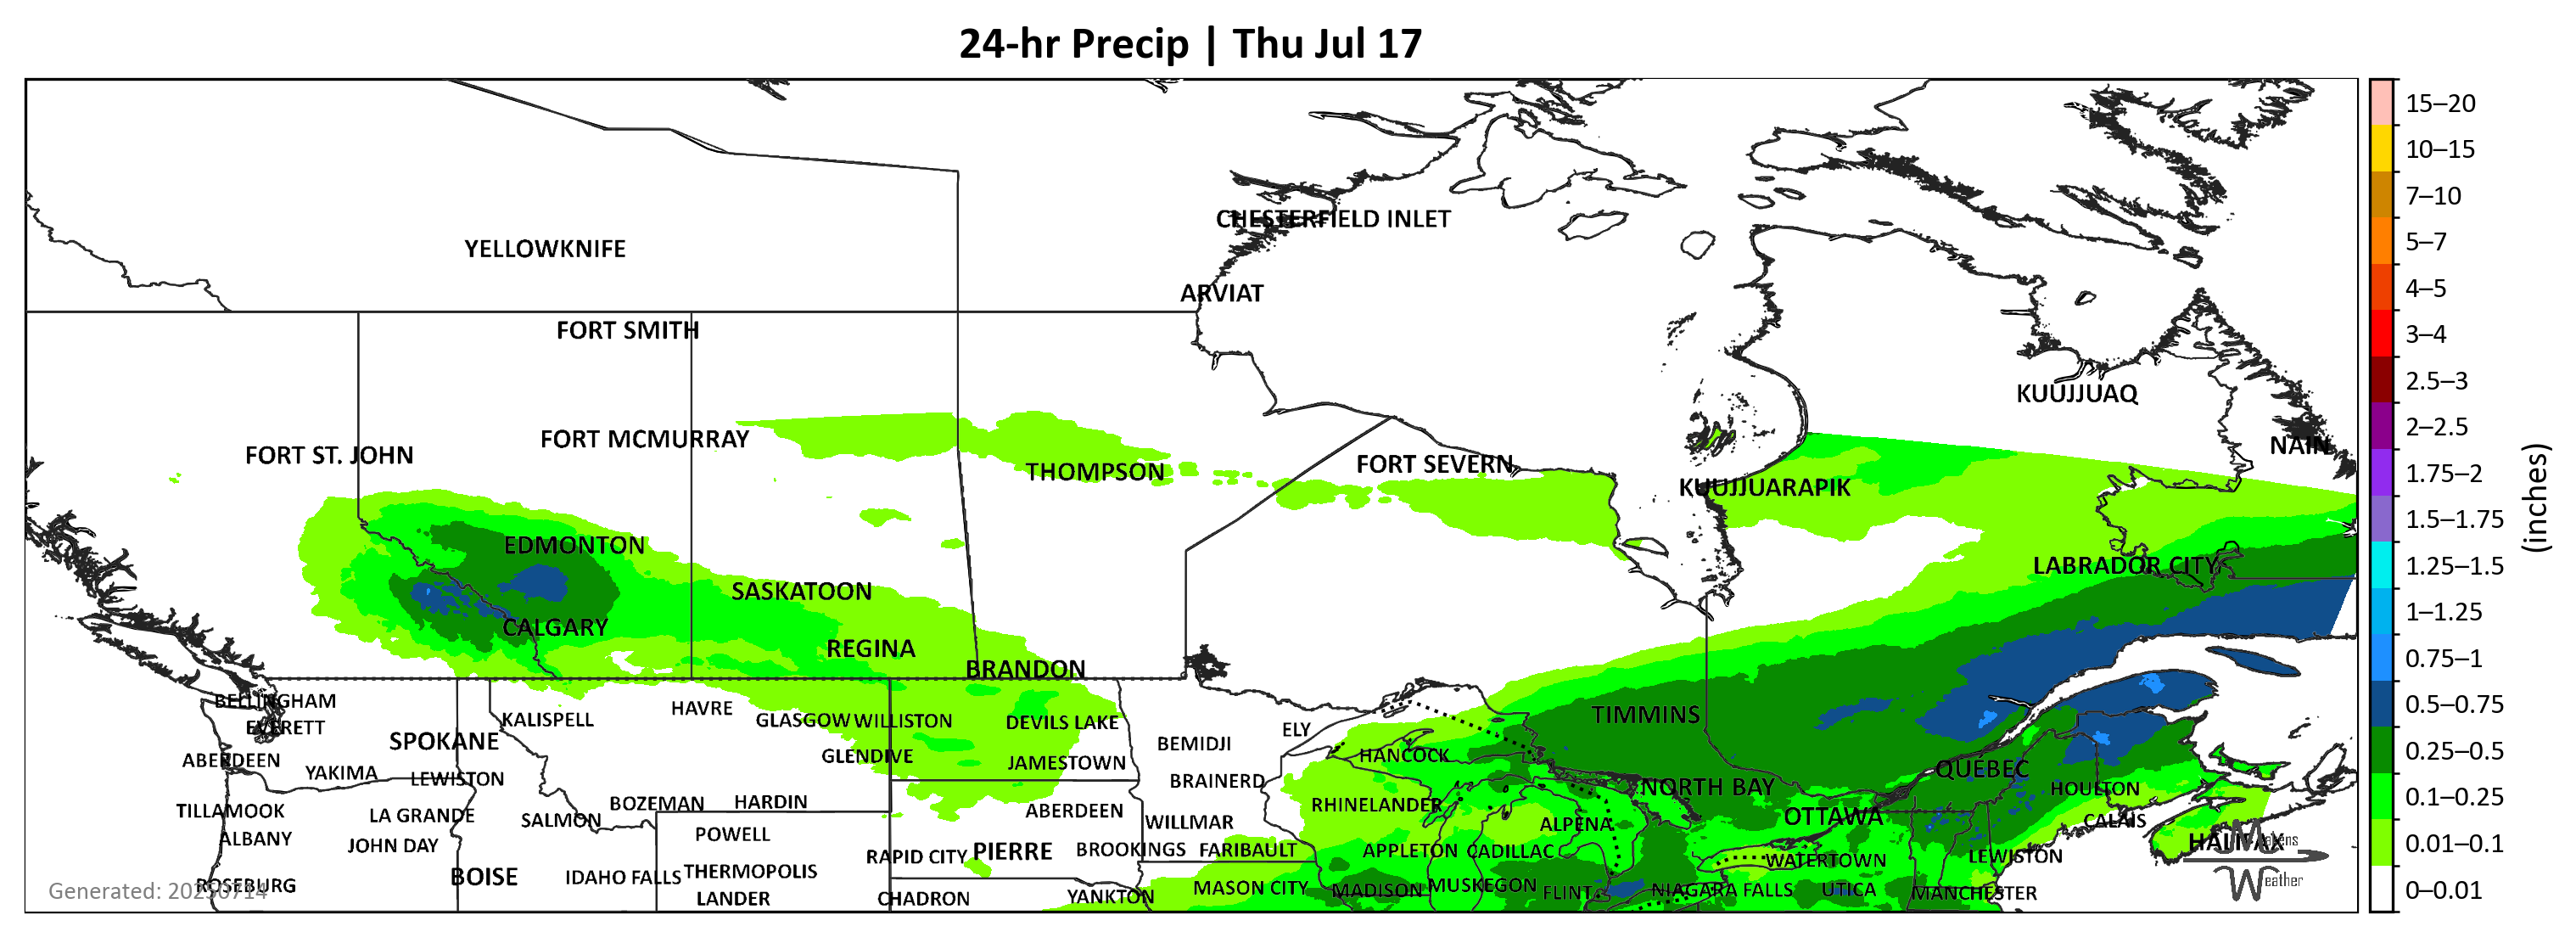 24-hr Precip | Thu Jul 17
CHESTERFIELD INLET
YELLOWKNIFE
ARVIAT
FORT SMITH
KUUJJUAQ
FORT MCMURRAY
NAIN
FORT ST. JOHN
THOMPSON
FORT SEVERN
KUUJJUARAPIK
EDMONTON
LABRADOR CITY
SASKATOON
CALGARY
REGINA
BRANDON
BELLINGHAM
HAVRE
TIMMINS
KALISPELL
GLASGOW
WILLISTON
DEVILS LAKE
EVERETT
ELY
SPOKANE
BEMIDJI
GLENDIVE
HANCOCK
ABERDEEN
JAMESTOWN
QUÉBEC
YAKIMA
LEWISTON
BRAINERD
NORTH BAY
HOULTON
BOZEMAN
HARDIN
RHINELANDER
TILLAMOOK
LA GRANDE
SALMON
ABERDEEN
WILLMAR
ALPENA
OTTAWA
CALAIS
ALBANY
JOHN DAY
POWELL
HALIFAX
RAPID CITY
PIERRE
BROOKINGS
FARIBAULT
APPLETON
CADILLAC
WATERTOWN
LEWISTON
BOISE
IDAHO FALLS
THERMOPOLIS
ROSEBURG
MASON CITY
MADISON
MUSKEGON
FLINT
NIAGARA FALLS
UTICA
MANCHESTER
LANDER
CHADRON
YANKTON
Generated: 20250714
Weather
15–20
10–15
7–10
5–7
4–5
3–4
2.5–3
2–2.5
1.75–2
1.5–1.75
1.25–1.5
1–1.25
0.75–1
0.5–0.75
0.25–0.5
0.1–0.25
0.01–0.1
0–0.01
(inches)